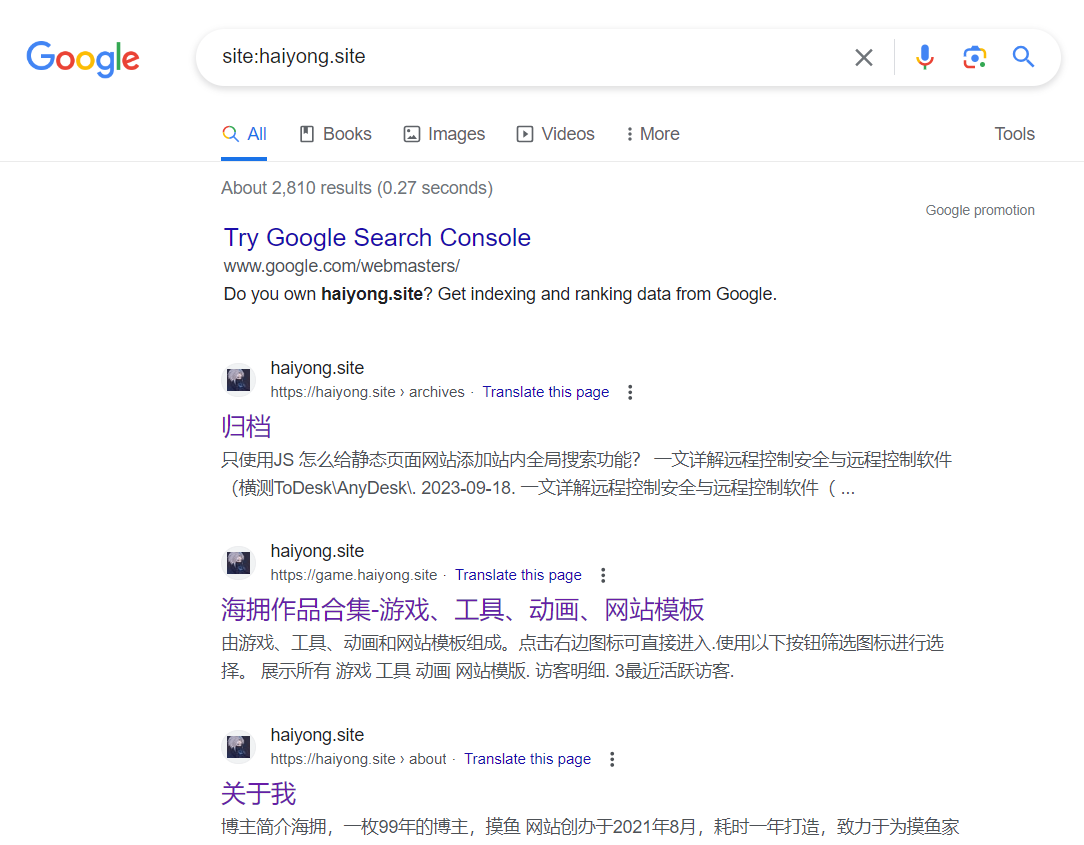 Google
site:haiyong.site
All
Books
Images
Videos
More
Tools
About 2,810 results (0.27 seconds)
Google promotion
Try Google Search Console
www.google.com/webmasters/
Do you own haiyong.site? Get indexing and ranking data from Google.
haiyong.site
https://haiyong.site › archives · Translate this page
归档
只使用JS 怎么给静态页面网站添加站内全局搜索功能？ 一文详解远程控制安全与远程控制软件
（横测ToDesk\AnyDesk\. 2023-09-18. 一文详解远程控制安全与远程控制软件（ ...
haiyong.site
https://game.haiyong.site · Translate this page
海拥作品合集-游戏、工具、动画、网站模板
由游戏、工具、动画和网站模板组成。点击右边图标可直接进入.使用以下按钮筛选图标进行选
择。 展示所有 游戏 工具 动画 网站模版. 访客明细. 3最近活跃访客.
haiyong.site
https://haiyong.site › about · Translate this page
关于我
博主简介海拥，一枚99年的博主，摸鱼 网站创办于2021年8月，耗时一年打造，致力于为摸鱼家